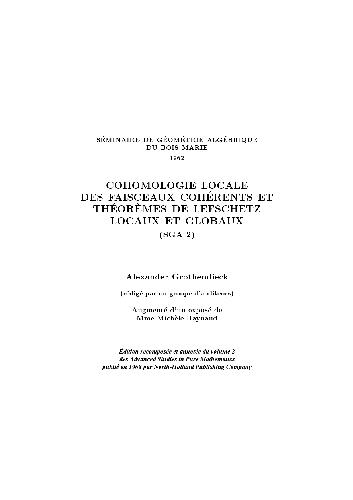 SÉMINAIRE DE GÉOMÉTRIE ALGÉBRIQUE
DU BOIS MARIE
1962
COHOMOLOGIE LOCALE
DES FAISCEAUX COHÉRENTS ET
THÉORÈMES DE LEFSCHETZ
LOCAUX ET GLOBAUX
(SGA 2)
Alexander Grothendieck
(rédigé par un groupe d'auditeurs)
Augmenté d'un exposé de
Mme Michèle Raynaud
Édition recomposée et annotée du volume 2
des Advanced Studies in Pure Mathematics
publié en 1968 par North-Holland Publishing Company